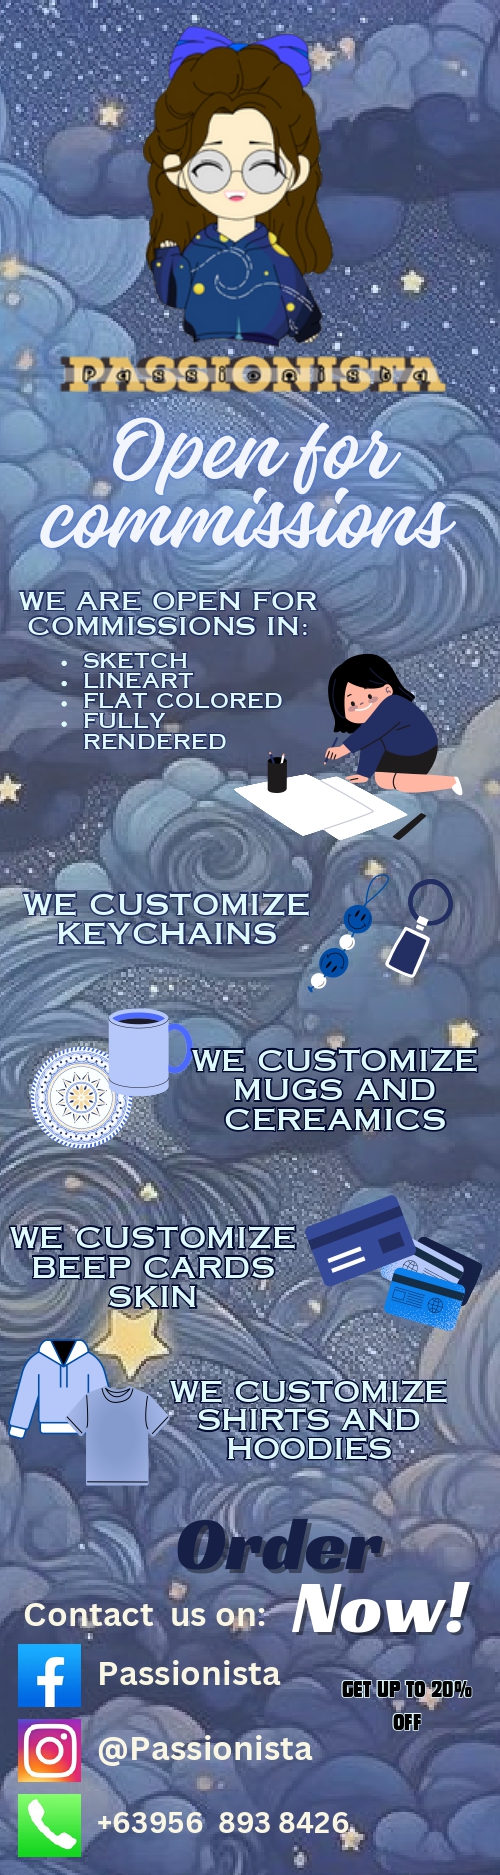 PASSIONISTA
Passionista
Open for
commissions
WE ARE OPEN FOR
COMMISSIONS IN:
• SKETCH
• LINEART
• FLAT COLORED
• FULLY
RENDERED
WE CUSTOMIZE
KEYCHAINS
WE CUSTOMIZE
MUGS AND
CEREAMICS
WE CUSTOMIZE
BEEP CARDS
SKIN
WE CUSTOMIZE
SHIRTS AND
HOODIES
Order
Now!
Contact us on:
Passionista
GET UP TO 20%
OFF
@Passionista
+63956 893 8426